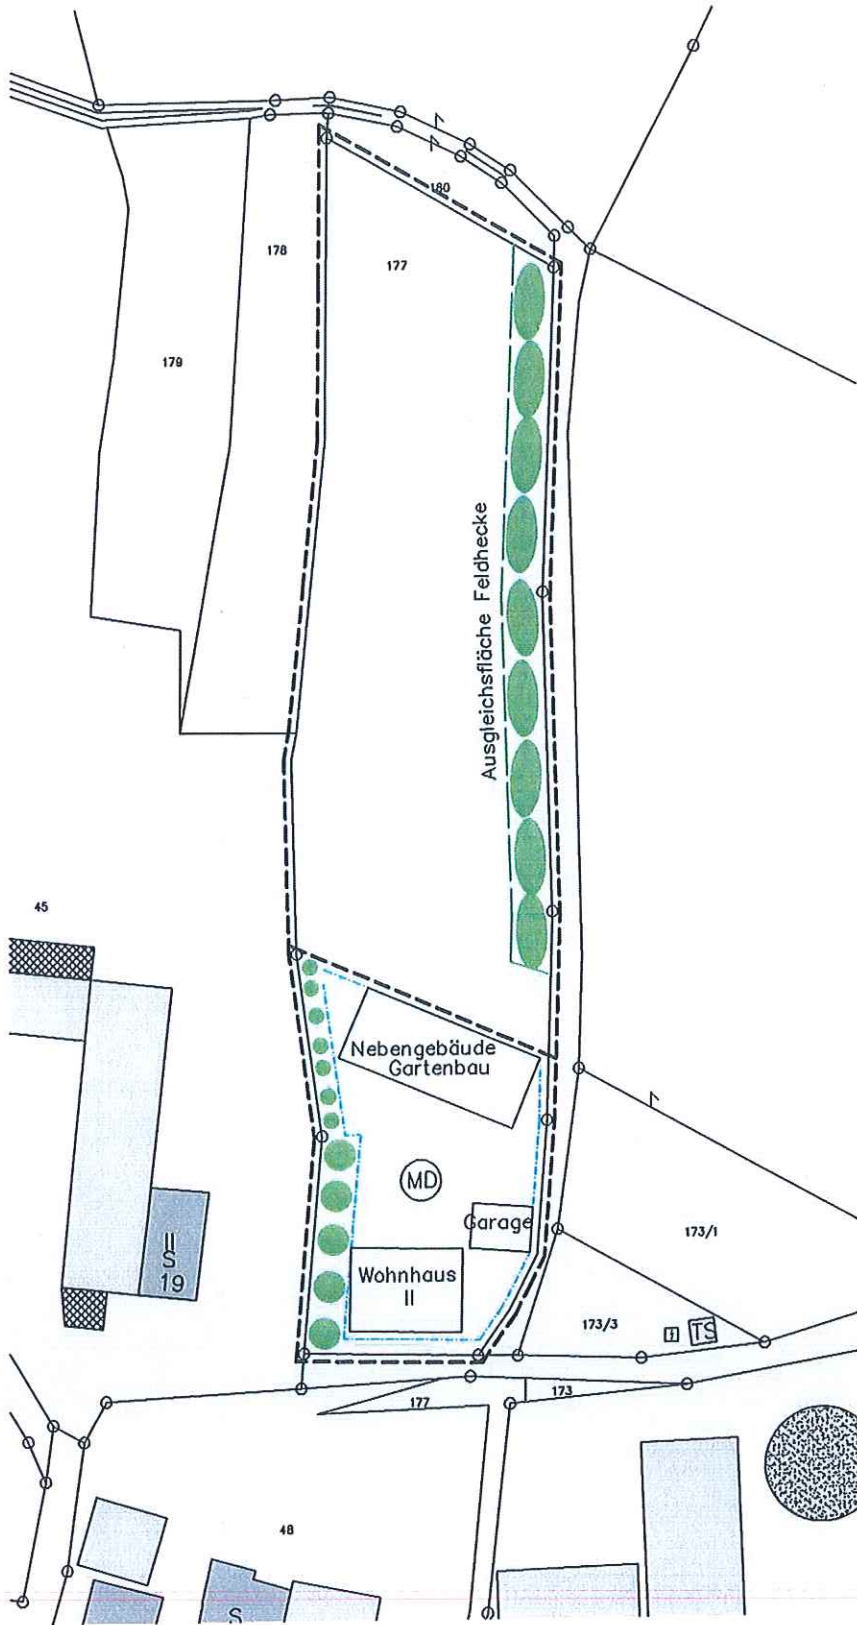 180
178
177
179
Ausgleichsfläche Feldhecke
45
Nebengebäude
Gartenbau
MD
Garage
173/1
II
S
19
Wohnhaus
II
173/3
TS
177
173
48
S